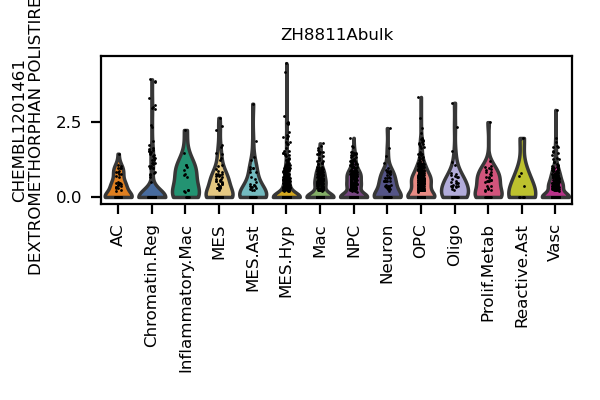 ZH8811Abulk
CHEMBL1201461
DEXTROMETHORPHAN POLISTIRE
2.5
0.0
AC
Chromatin.Reg
Inflammatory.Mac
MES
MES.Ast
MES.Hyp
Mac
NPC
Neuron
OPC
Oligo
Prolif.Metab
Reactive.Ast
Vasc